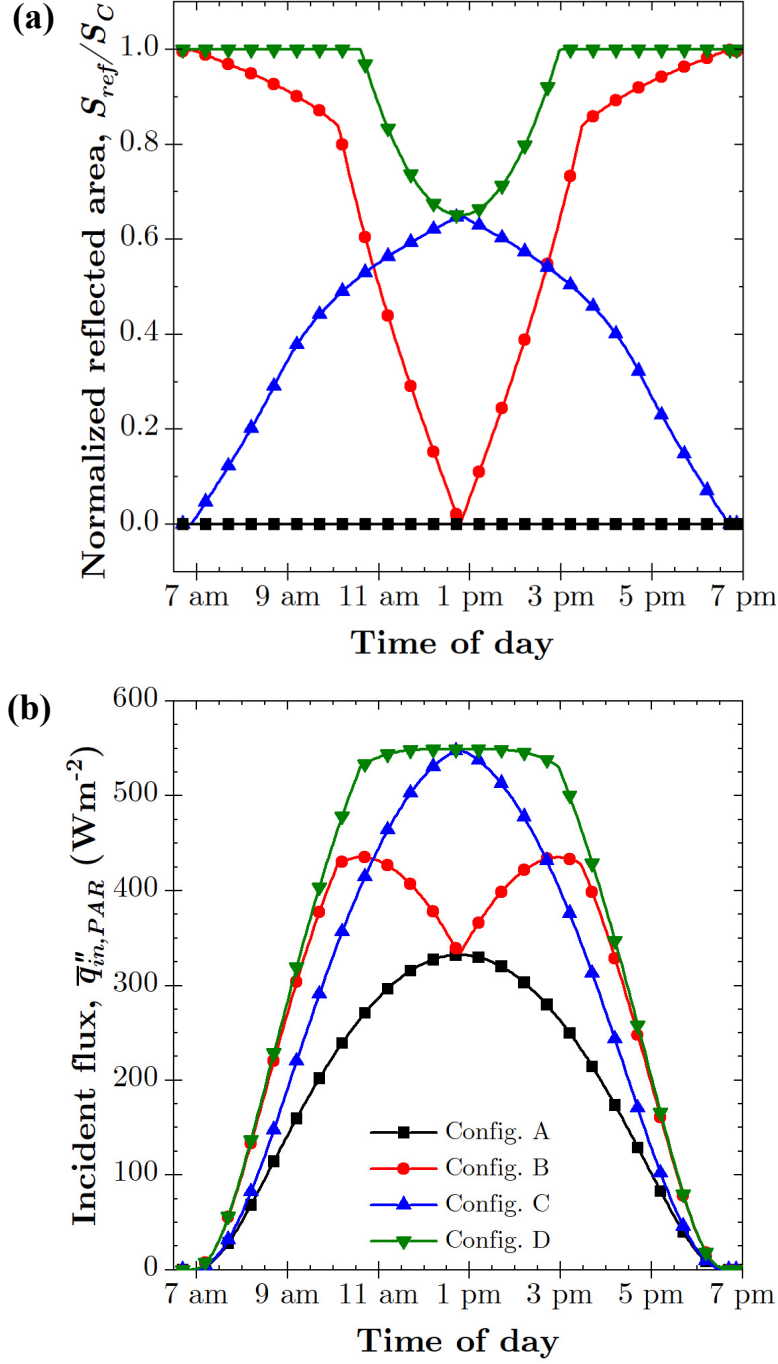 (a)
Normalized reflected area, S_ref/S_C
1.0
0.8
0.6
0.4
0.2
0.0
7 am 9 am 11 am 1 pm 3 pm 5 pm 7 pm
Time of day
(b)
Incident flux, q̅″_in,PAR (Wm⁻²)
600
500
400
300
200
100
0
Config. A
Config. B
Config. C
Config. D
7 am 9 am 11 am 1 pm 3 pm 5 pm 7 pm
Time of day